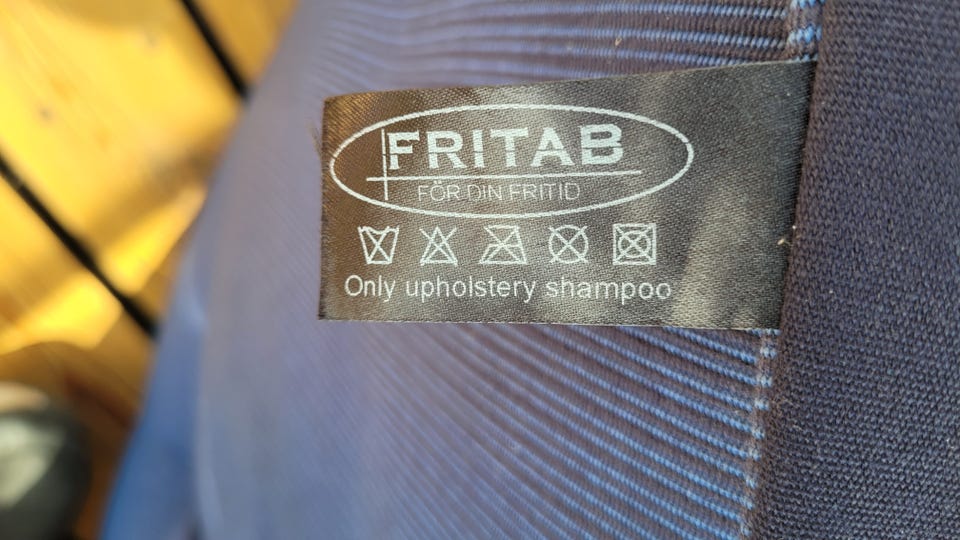 FRITAB
FÖR DIN FRITID
Only upholstery shampoo